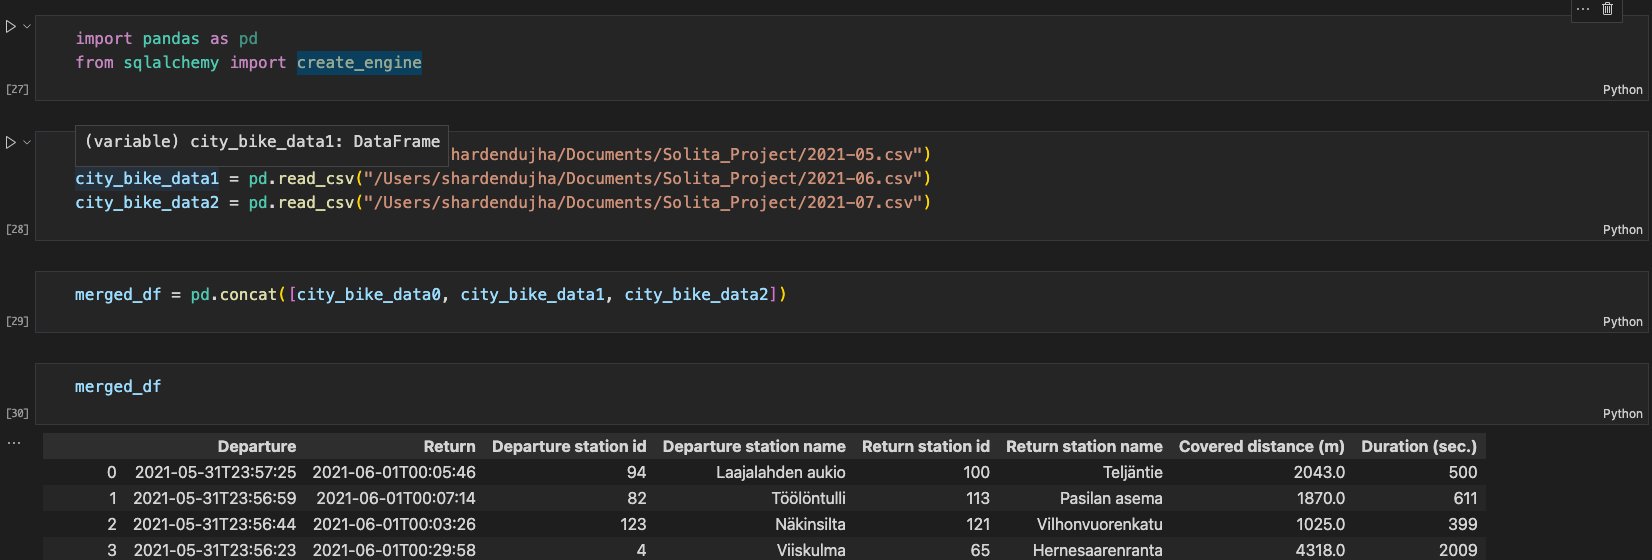 import pandas as pd
from sqlalchemy import create_engine
[27]
Python
(variable) city_bike_data1: DataFrame
hardendujha/Documents/Solita_Project/2021-05.csv")
city_bike_data1 = pd.read_csv("/Users/shardendujha/Documents/Solita_Project/2021-06.csv")
city_bike_data2 = pd.read_csv("/Users/shardendujha/Documents/Solita_Project/2021-07.csv")
[28]
Python
merged_df = pd.concat([city_bike_data0, city_bike_data1, city_bike_data2])
[29]
Python
merged_df
[30]
Python
Departure Return Departure station id Departure station name Return station id Return station name Covered distance (m) Duration (sec.)
0 2021-05-31T23:57:25 2021-06-01T00:05:46 94 Laajalahden aukio 100 Teljäntie 2043.0 500
1 2021-05-31T23:56:59 2021-06-01T00:07:14 82 Töölöntulli 113 Pasilan asema 1870.0 611
2 2021-05-31T23:56:44 2021-06-01T00:03:26 123 Näkinsilta 121 Vilhonvuorenkatu 1025.0 399
3 2021-05-31T23:56:23 2021-06-01T00:29:58 4 Viiskulma 65 Hernesaarenranta 4318.0 2009